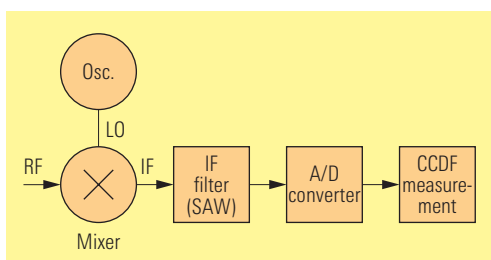 Osc.
LO
RF
IF
IF
filter
(SAW)
A/D
converter
CCDF
measure-
ment
Mixer